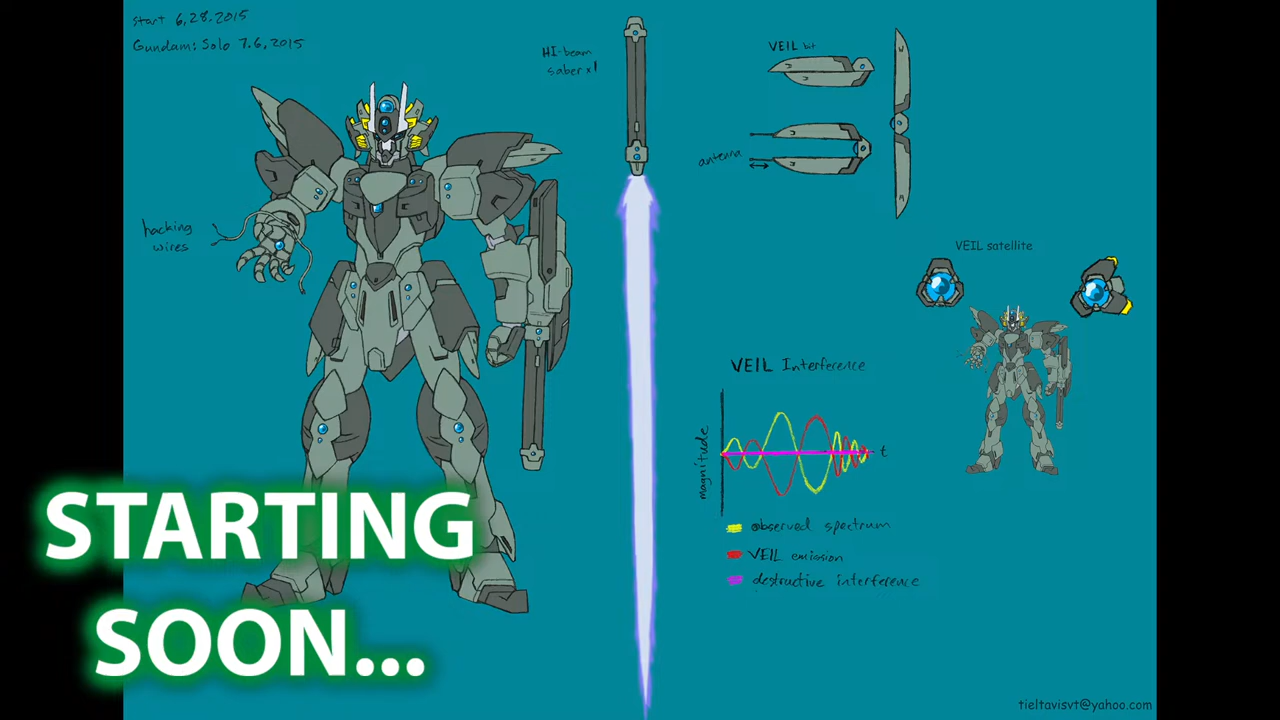 start 6,28.2015
Gundam: Solo 7.6,2015
HI-beam
saber x1
VEIL bit
antenna
hacking
wires
VEIL satellite
VEIL Interference
magnitude
t
observed spectrum
VEIL emission
destructive interference
STARTING
SOON...
tieltavisvt@yahoo.com